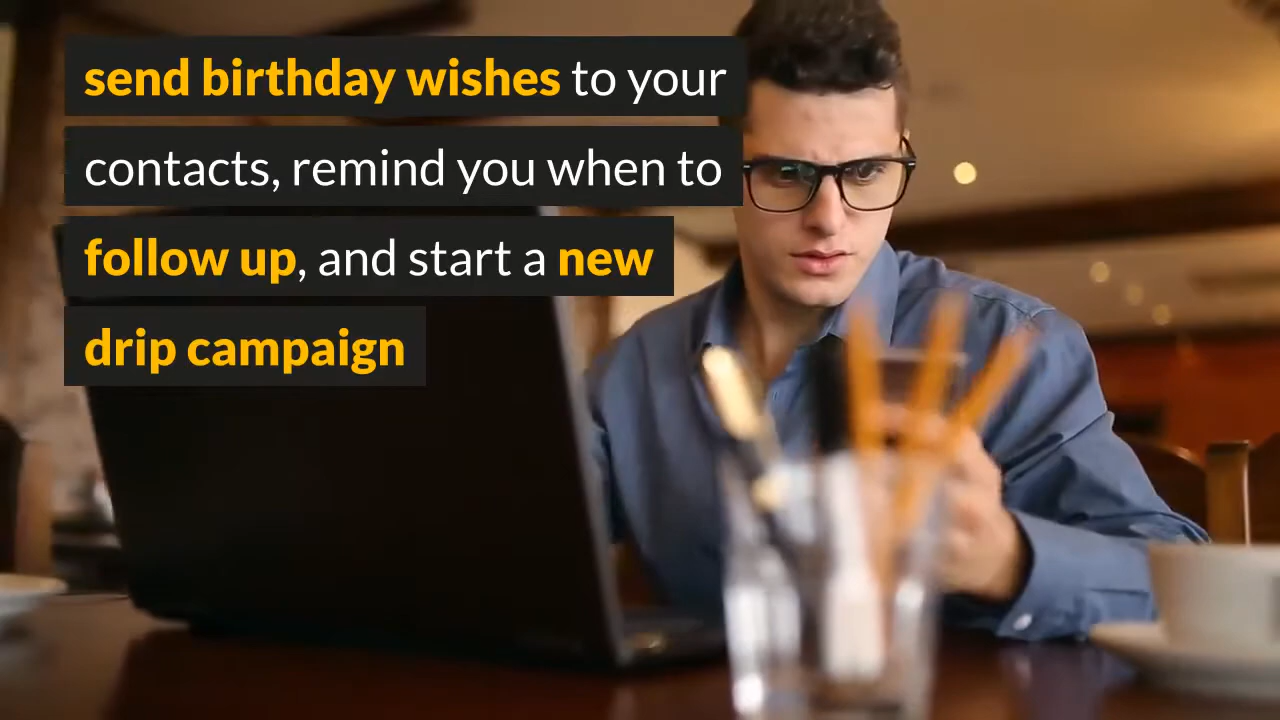 send birthday wishes to your
contacts, remind you when to
follow up, and start a new
drip campaign